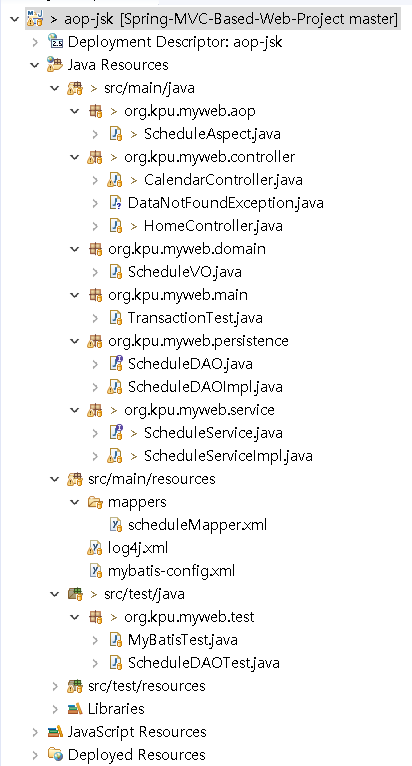 > aop-jsk [Spring-MVC-Based-Web-Project master]
> Deployment Descriptor: aop-jsk
Java Resources
> src/main/java
> org.kpu.myweb.aop
> ScheduleAspect.java
> org.kpu.myweb.controller
> CalendarController.java
DataNotFoundException.java
> HomeController.java
org.kpu.myweb.domain
ScheduleVO.java
org.kpu.myweb.main
TransactionTest.java
org.kpu.myweb.persistence
ScheduleDAO.java
ScheduleDAOImpl.java
> org.kpu.myweb.service
> ScheduleService.java
> ScheduleServiceImpl.java
src/main/resources
mappers
scheduleMapper.xml
log4j.xml
mybatis-config.xml
> src/test/java
org.kpu.myweb.test
MyBatisTest.java
ScheduleDAOTest.java
src/test/resources
Libraries
JavaScript Resources
Deployed Resources